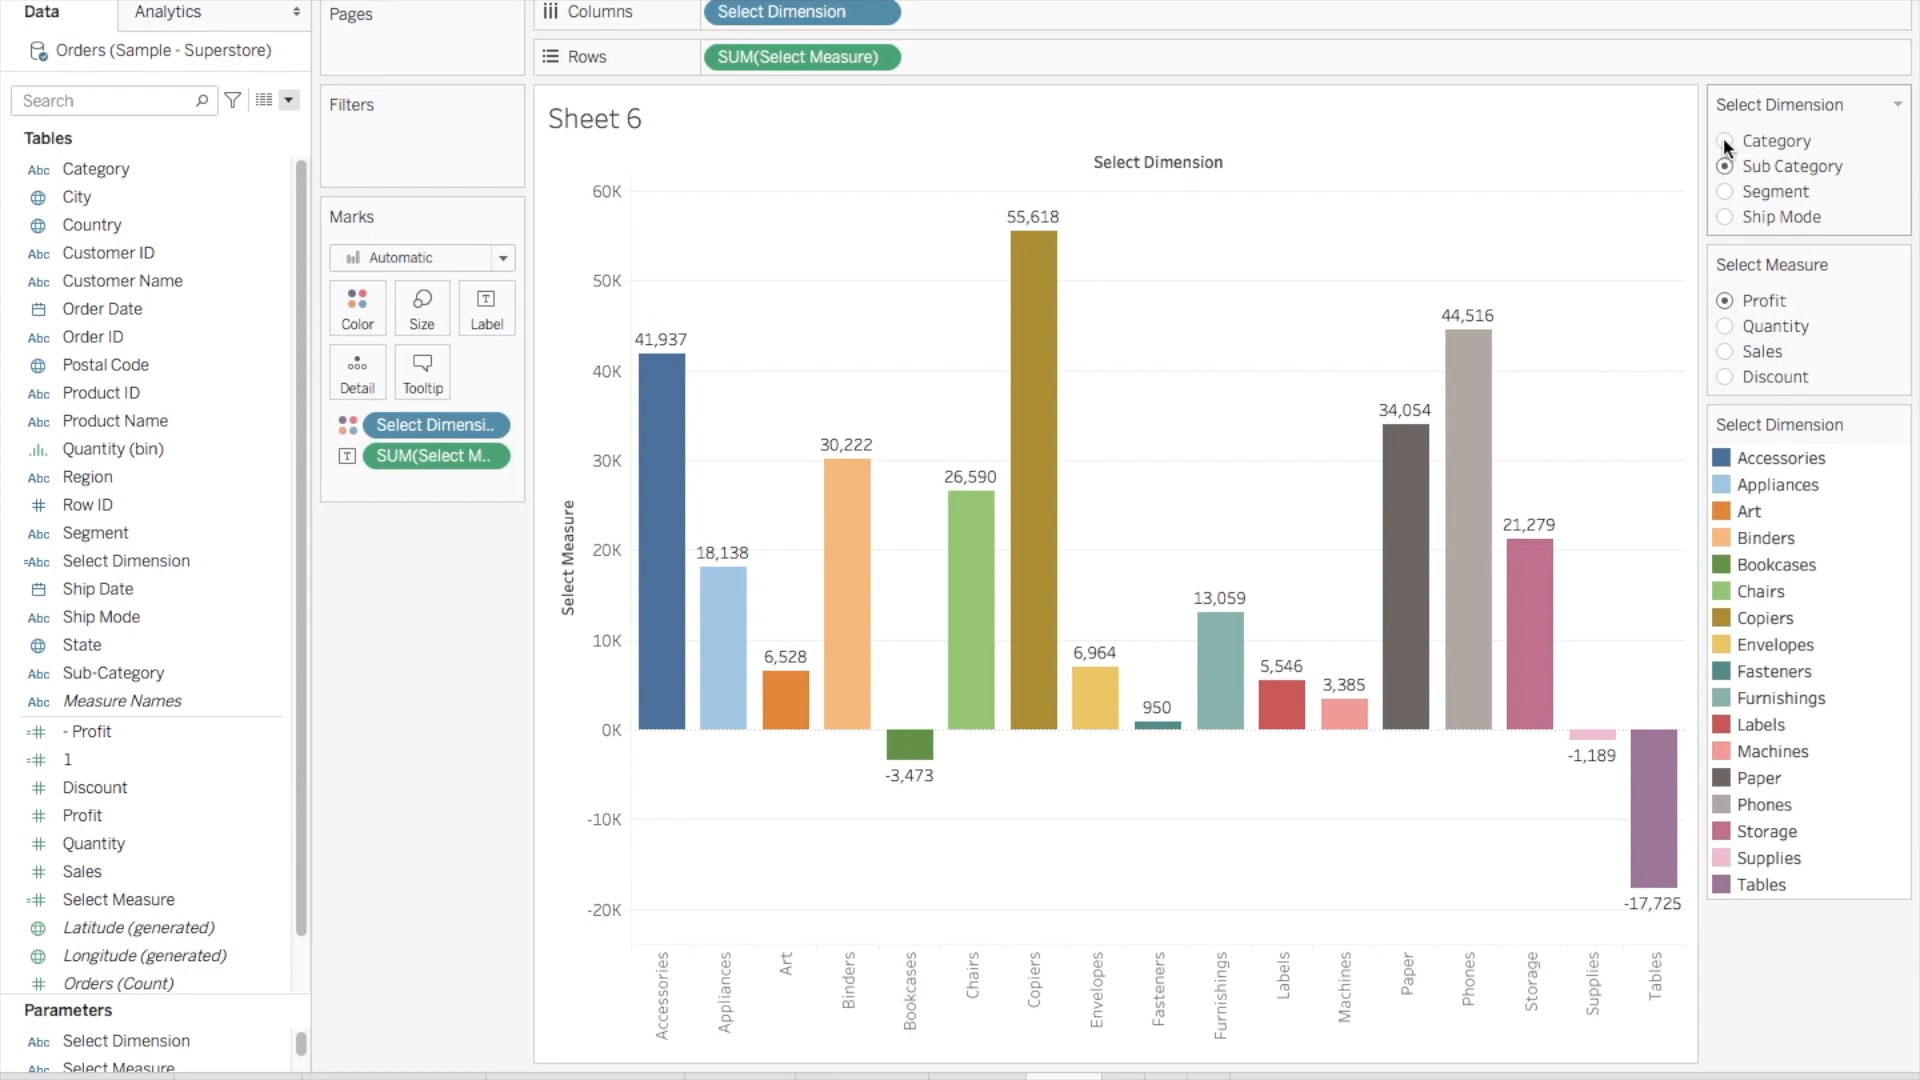 Data
Analytics
Orders (Sample - Superstore)
Search
Tables
Abc Category
City
Country
Abc Customer ID
Abc Customer Name
Order Date
Abc Order ID
Postal Code
Abc Product ID
Abc Product Name
Quantity (bin)
Abc Region
# Row ID
Abc Segment
=Abc Select Dimension
Ship Date
Abc Ship Mode
State
Abc Sub-Category
Abc Measure Names
=# - Profit
=# 1
# Discount
# Profit
# Quantity
# Sales
=# Select Measure
Latitude (generated)
Longitude (generated)
# Orders (Count)
Parameters
Abc Select Dimension
Abc Select Measure
Pages
Filters
Marks
Automatic
Color
Size
T
Label
Detail
Tooltip
Select Dimensi..
T SUM(Select M..
Columns
Select Dimension
Rows
SUM(Select Measure)
Sheet 6
Select Dimension
Select Measure
60K
50K
40K
30K
20K
10K
0K
-10K
-20K
41,937
18,138
6,528
30,222
-3,473
26,590
55,618
6,964
950
13,059
5,546
3,385
34,054
44,516
21,279
-1,189
-17,725
Accessories
Appliances
Art
Binders
Bookcases
Chairs
Copiers
Envelopes
Fasteners
Furnishings
Labels
Machines
Paper
Phones
Storage
Supplies
Tables
Select Dimension
Category
Sub Category
Segment
Ship Mode
Select Measure
Profit
Quantity
Sales
Discount
Select Dimension
Accessories
Appliances
Art
Binders
Bookcases
Chairs
Copiers
Envelopes
Fasteners
Furnishings
Labels
Machines
Paper
Phones
Storage
Supplies
Tables